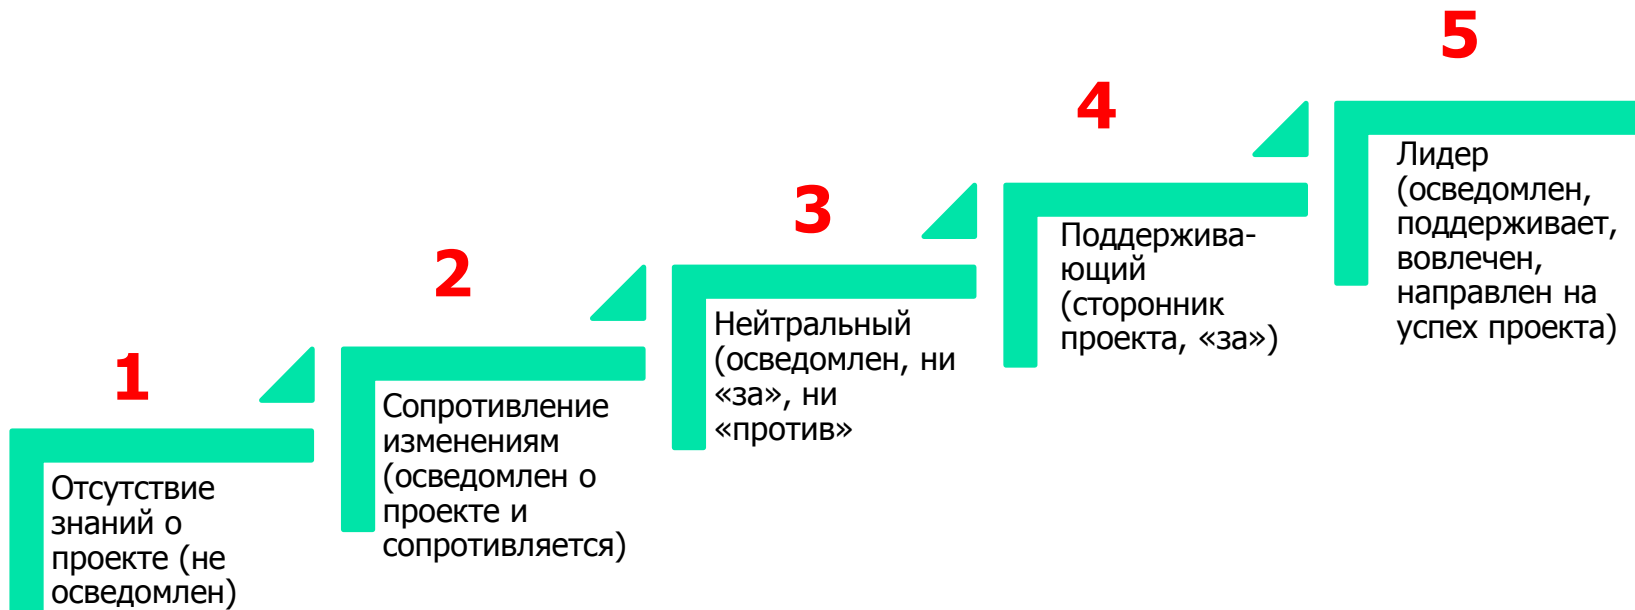 1
Отсутствие
знаний о
проекте (не
осведомлен)
2
Сопротивление
изменениям
(осведомлен о
проекте и
сопротивляется)
3
Нейтральный
(осведомлен, ни
«за», ни
«против»
4
Поддержива-
ющий
(сторонник
проекта, «за»)
5
Лидер
(осведомлен,
поддерживает,
вовлечен,
направлен на
успех проекта)